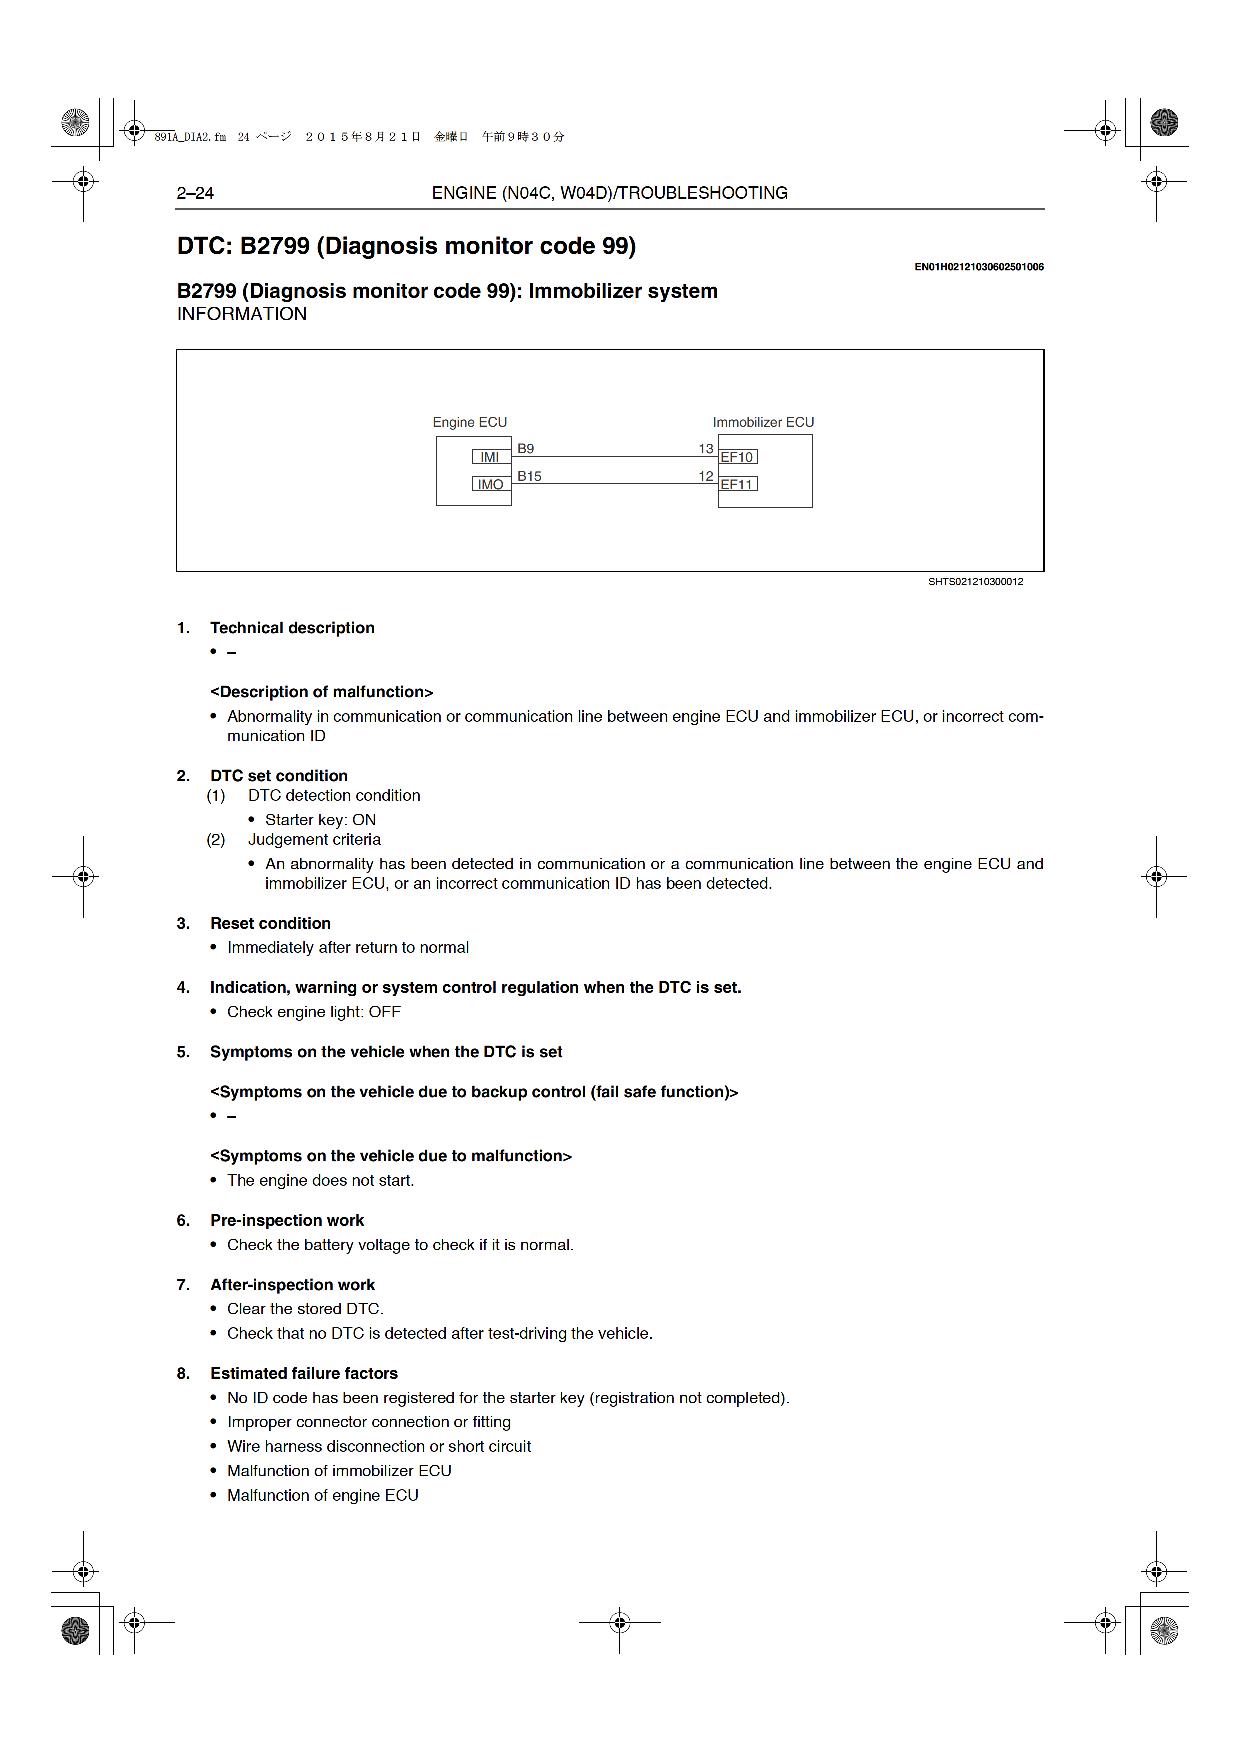 891A_DIA2.fm 24 ページ ２０１５年８月２１日 金曜日 午前９時３０分
2–24 ENGINE (N04C, W04D)/TROUBLESHOOTING
DTC: B2799 (Diagnosis monitor code 99)
EN01H02121030602501006
B2799 (Diagnosis monitor code 99): Immobilizer system
INFORMATION
Engine ECU Immobilizer ECU
IMI B9 13 EF10
IMO B15 12 EF11
SHTS021210300012
1. Technical description
• –
<Description of malfunction>
• Abnormality in communication or communication line between engine ECU and immobilizer ECU, or incorrect com-
munication ID
2. DTC set condition
(1) DTC detection condition
• Starter key: ON
(2) Judgement criteria
• An abnormality has been detected in communication or a communication line between the engine ECU and
immobilizer ECU, or an incorrect communication ID has been detected.
3. Reset condition
• Immediately after return to normal
4. Indication, warning or system control regulation when the DTC is set.
• Check engine light: OFF
5. Symptoms on the vehicle when the DTC is set
<Symptoms on the vehicle due to backup control (fail safe function)>
• –
<Symptoms on the vehicle due to malfunction>
• The engine does not start.
6. Pre-inspection work
• Check the battery voltage to check if it is normal.
7. After-inspection work
• Clear the stored DTC.
• Check that no DTC is detected after test-driving the vehicle.
8. Estimated failure factors
• No ID code has been registered for the starter key (registration not completed).
• Improper connector connection or fitting
• Wire harness disconnection or short circuit
• Malfunction of immobilizer ECU
• Malfunction of engine ECU